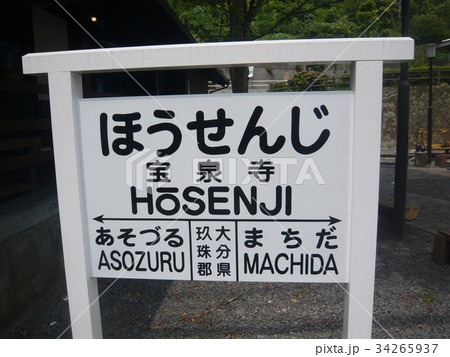 ほうせんじ
宝泉寺
HōSENJI
あそづる ASOZURU
大分県
玖珠郡
まちだ MACHIDA
PIXTA
pixta.jp - 34265937